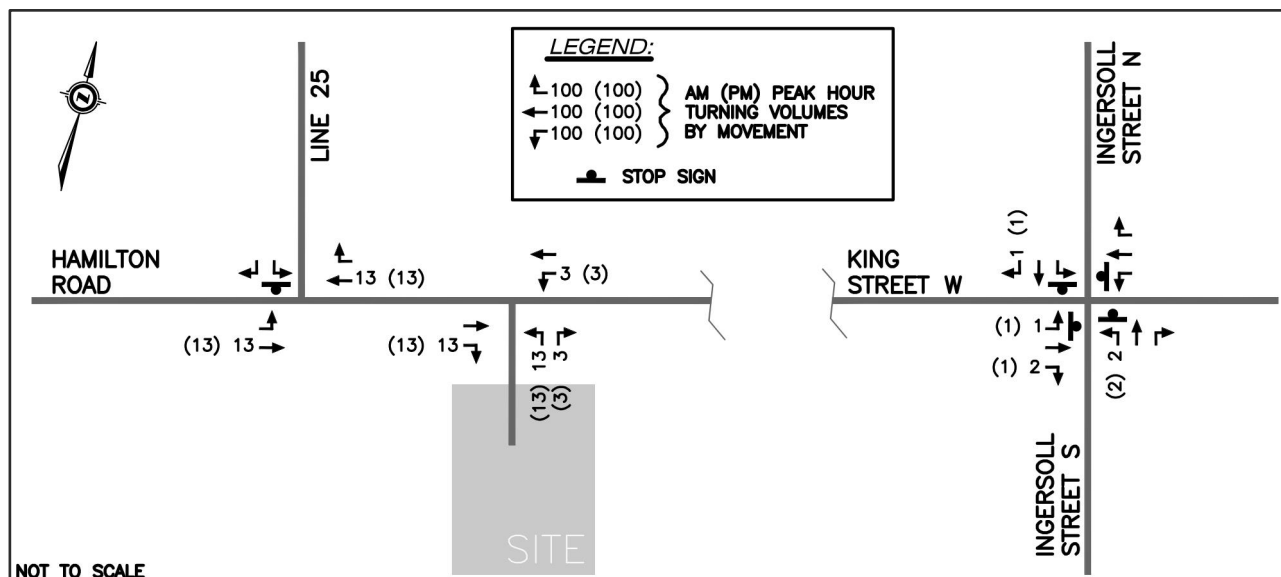 LEGEND:
100 (100)
100 (100)
100 (100)
AM (PM) PEAK HOUR
TURNING VOLUMES
BY MOVEMENT
STOP SIGN
LINE 25
INGERSOLL
STREET N
HAMILTON
ROAD
13 (13)
3 (3)
KING
STREET W
1 (1)
(13) 13
(13) 13
(13) 13
(3) 3
(1) 1
(1) 2
(2) 2
INGERSOLL
STREET S
SITE
NOT TO SCALE